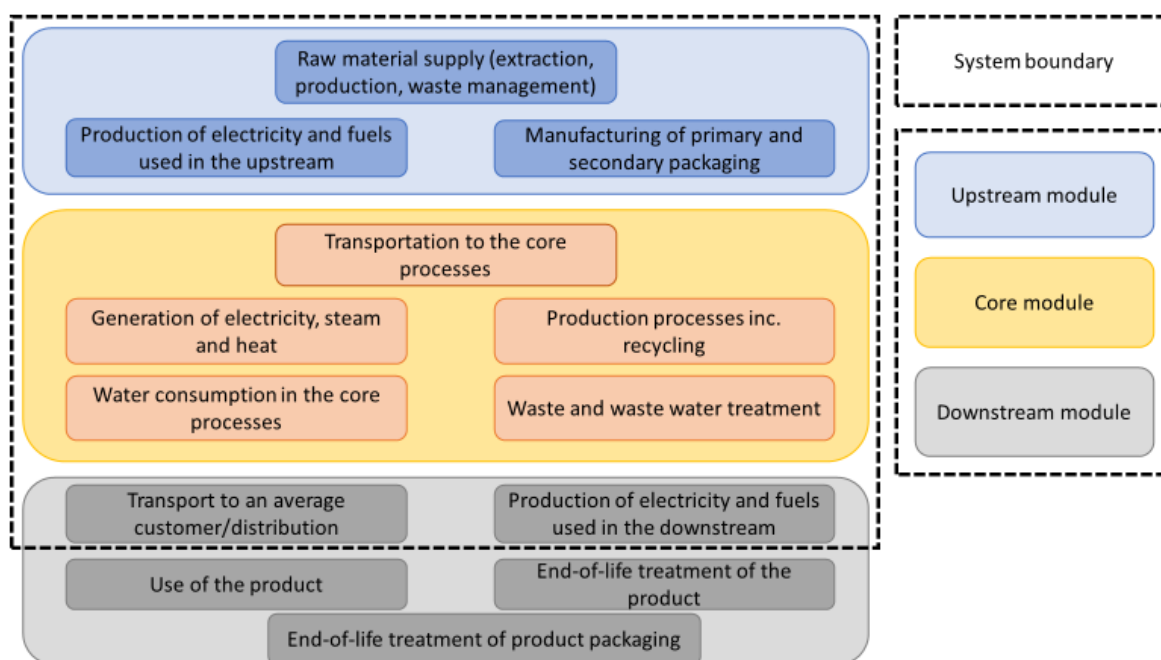 Raw material supply (extraction,
production, waste management)
Production of electricity and fuels
used in the upstream
Manufacturing of primary and
secondary packaging
Transportation to the core
processes
Generation of electricity, steam
and heat
Production processes inc.
recycling
Water consumption in the core
processes
Waste and waste water treatment
Transport to an average
customer/distribution
Production of electricity and fuels
used in the downstream
Use of the product
End-of-life treatment of the
product
End-of-life treatment of product packaging
System boundary
Upstream module
Core module
Downstream module